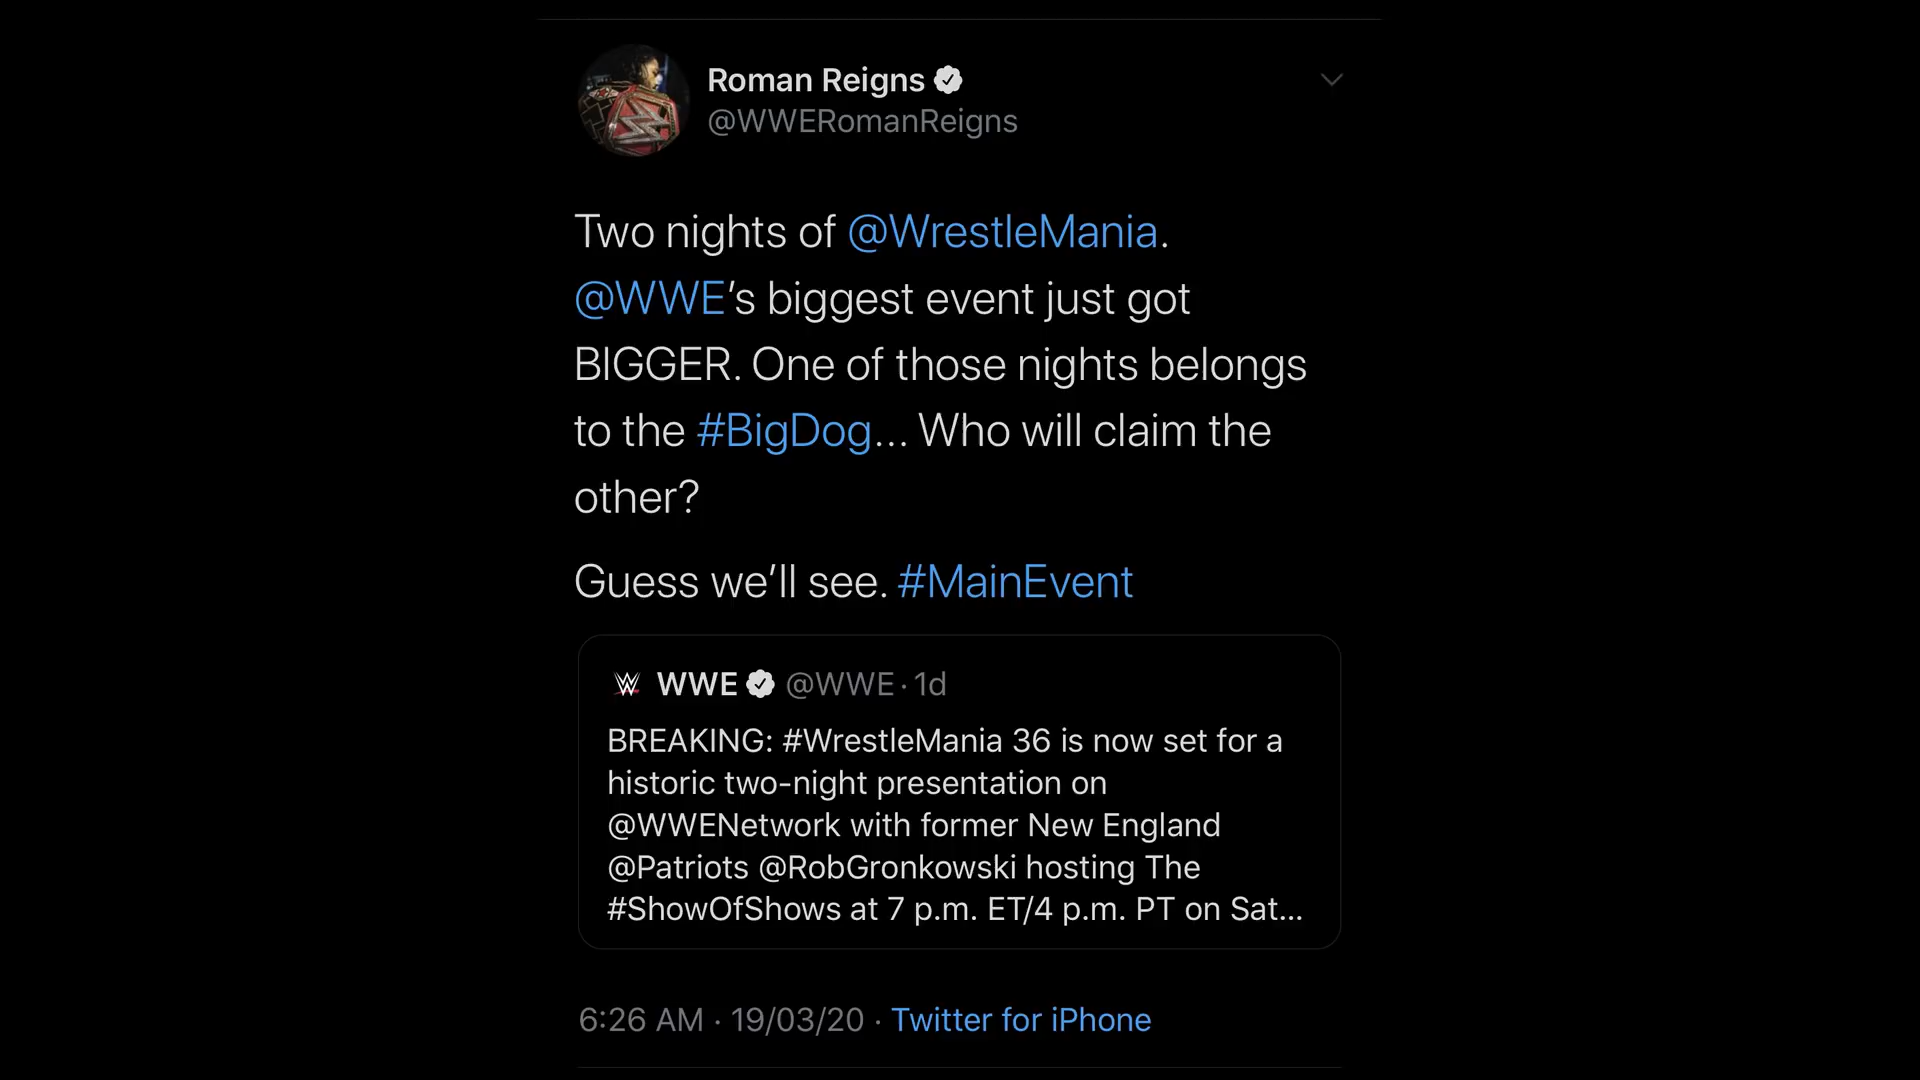 Roman Reigns
@WWERomanReigns
Two nights of @WrestleMania.
@WWE’s biggest event just got
BIGGER. One of those nights belongs
to the #BigDog... Who will claim the
other?
Guess we’ll see. #MainEvent
WWE @WWE · 1d
BREAKING: #WrestleMania 36 is now set for a
historic two-night presentation on
@WWENetwork with former New England
@Patriots @RobGronkowski hosting The
#ShowOfShows at 7 p.m. ET/4 p.m. PT on Sat...
6:26 AM · 19/03/20 · Twitter for iPhone